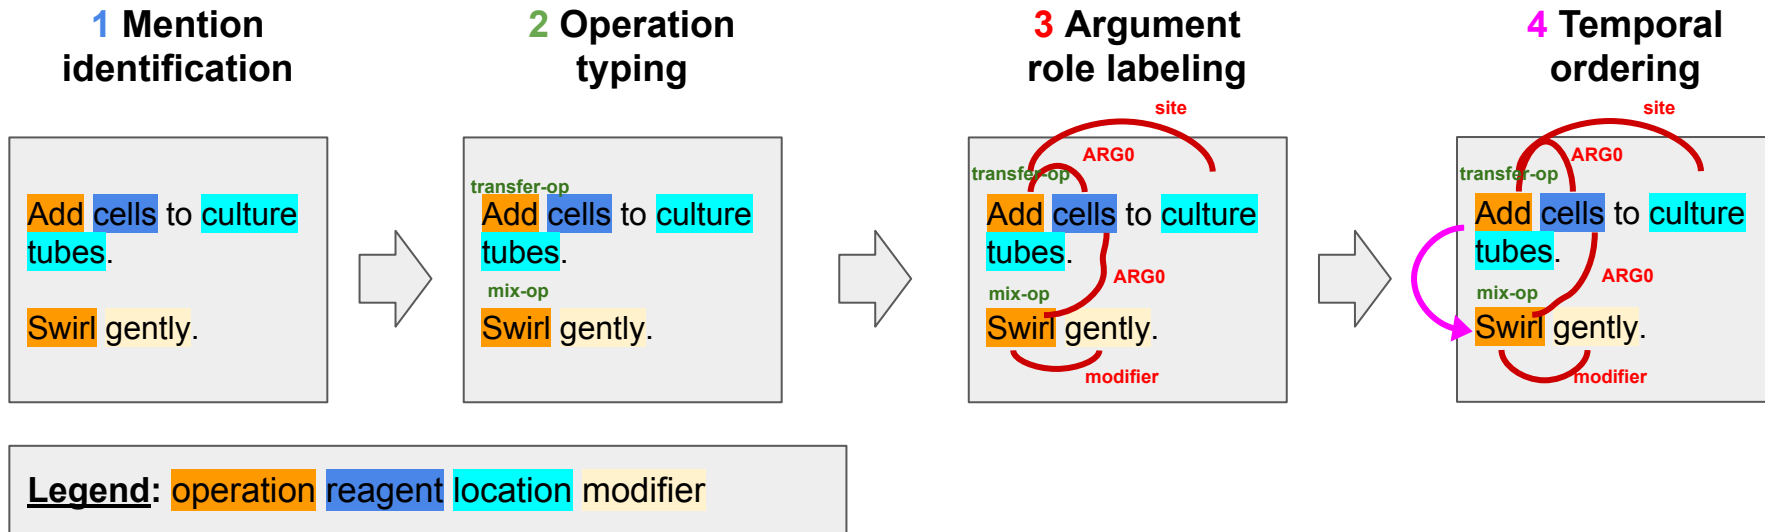 1 Mention
identification
Add cells to culture
tubes.
Swirl gently.
2 Operation
typing
transfer-op
Add cells to culture
tubes.
mix-op
Swirl gently.
3 Argument
role labeling
site
ARG0
transfer-op
Add cells to culture
tubes.
ARG0
mix-op
Swirl gently.
modifier
4 Temporal
ordering
site
ARG0
transfer-op
Add cells to culture
tubes.
ARG0
mix-op
Swirl gently.
modifier
Legend: operation reagent location modifier